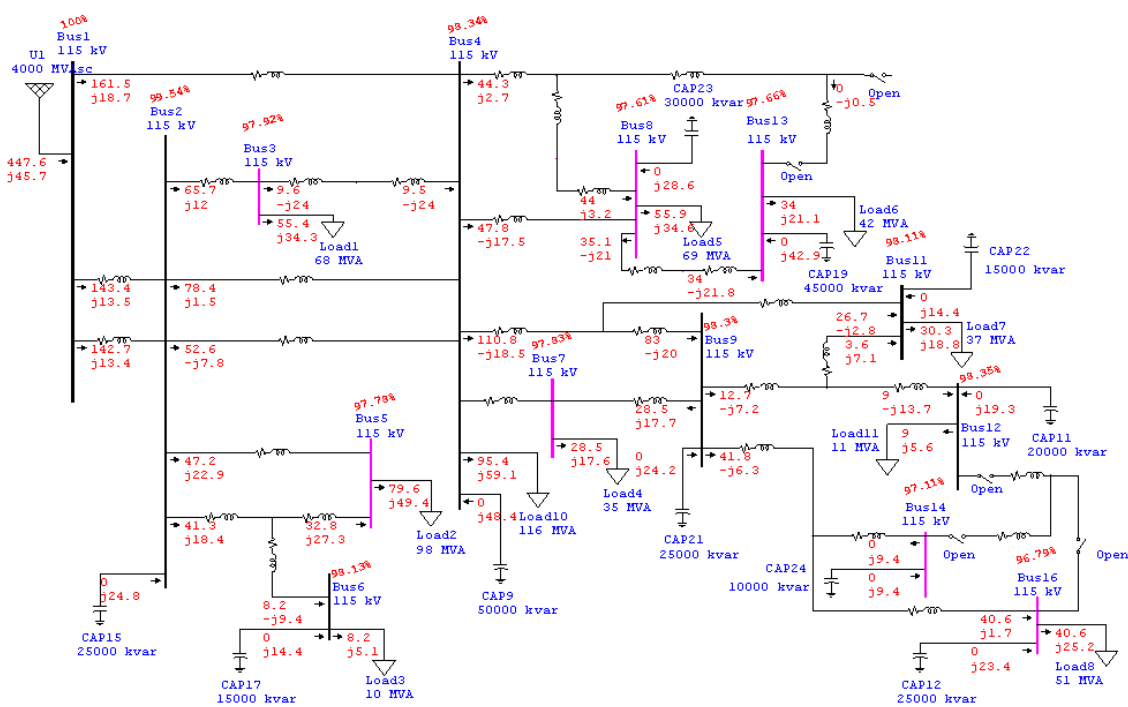 100%
Bus1
115 kV
U1
4000 MVAsc
161.5
j18.7
447.6
j45.7
143.4
j13.5
142.7
j13.4
99.54%
Bus2
115 kV
65.7
j12
78.4
j1.5
52.6
-j7.8
47.2
j22.9
41.3
j18.4
0
j24.8
CAP15
25000 kvar
97.92%
Bus3
115 kV
9.6
-j24
9.5
-j24
55.4
j34.3
Load1
68 MVA
98.34%
Bus4
115 kV
44.3
j2.7
47.8
-j17.5
110.8
-j18.5
95.4
j59.1
Load10
116 MVA
0
j48.4
CAP9
50000 kvar
97.78%
Bus5
115 kV
32.8
j27.3
79.6
j49.4
Load2
98 MVA
98.13%
Bus6
115 kV
8.2
-j9.4
0
j14.4
8.2
j5.1
CAP17
15000 kvar
Load3
10 MVA
CAP23
30000 kvar
97.61%
Bus8
115 kV
0
j28.6
44
j3.2
55.9
j34.6
Load5
69 MVA
35.1
-j21
34
-j21.8
97.66%
Bus13
115 kV
0
-j0.5
Open
Open
34
j21.1
Load6
42 MVA
0
j42.9
CAP19
45000 kvar
98.11%
Bus11
115 kV
CAP22
15000 kvar
0
j14.4
26.7
-j2.8
30.3
j18.8
Load7
37 MVA
3.6
j7.1
97.83%
Bus7
115 kV
28.5
j17.7
28.5
j17.6
Load4
35 MVA
98.3%
Bus9
115 kV
83
-j20
12.7
-j7.2
41.8
-j6.3
0
j24.2
CAP21
25000 kvar
98.35%
Bus12
115 kV
9
-j13.7
0
j19.3
CAP11
20000 kvar
9
j5.6
Load11
11 MVA
Open
Open
Open
97.11%
Bus14
115 kV
0
j9.4
0
j9.4
CAP24
10000 kvar
96.79%
Bus16
115 kV
40.6
j1.7
40.6
j25.2
Load8
51 MVA
0
j23.4
CAP12
25000 kvar